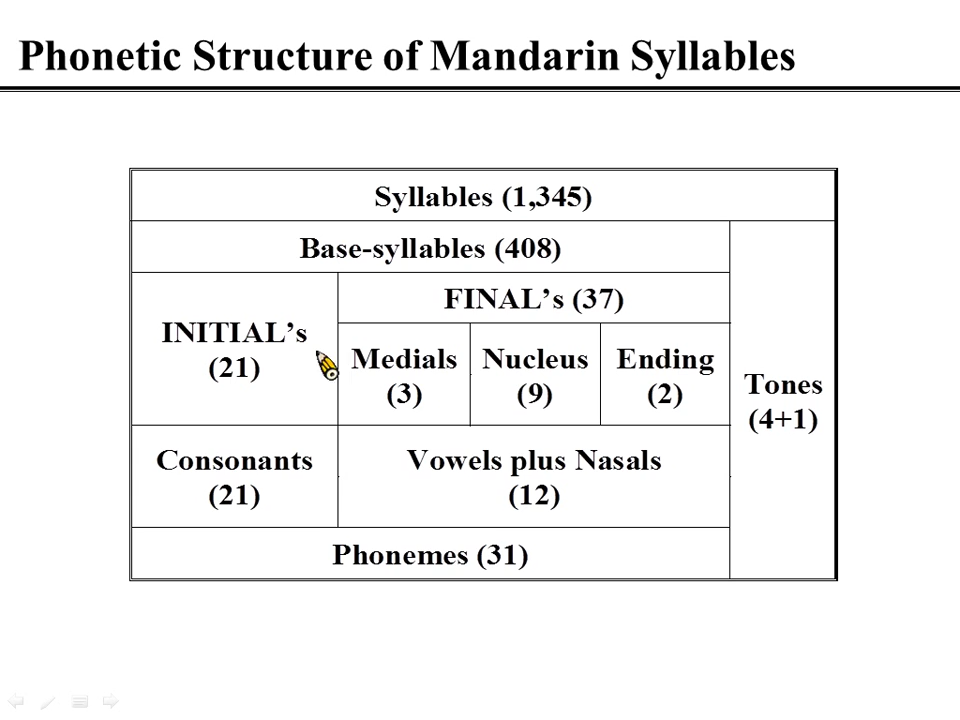 Phonetic Structure of Mandarin Syllables
Syllables (1,345)
Base-syllables (408)
FINAL's (37)
INITIAL's
(21)
Medials
(3)
Nucleus
(9)
Ending
(2)
Tones
(4+1)
Consonants
(21)
Vowels plus Nasals
(12)
Phonemes (31)